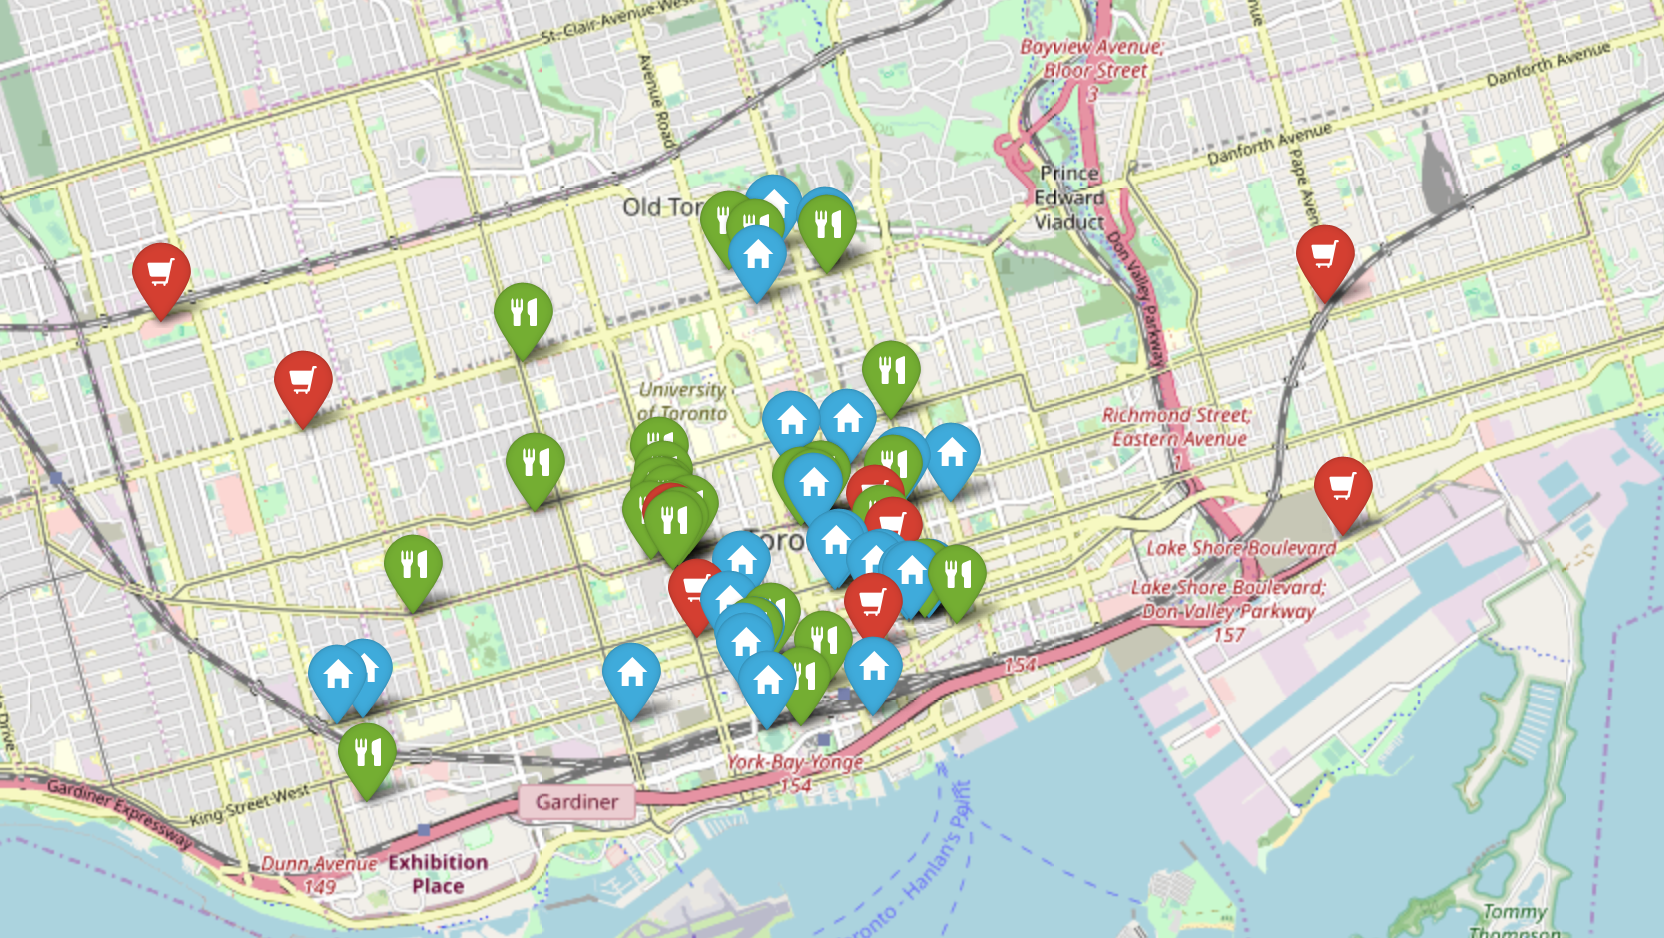 St. Clair Avenue West
Avenue Road
Bayview Avenue;
Bloor Street
3
Danforth Avenue
Danforth Avenue
Pape Aven
Prince
Edward
Viaduct
Old Tor
Don Valley Parkway
University
of Toronto
Richmond Street;
Eastern Avenue
oro
Lake Shore Boulevard
Lake Shore Boulevard;
Don Valley Parkway
157
154
York-Bay-Yonge
154
Gardiner
Gardiner Expressway
King Street West
Dunn Avenue
149
Exhibition
Place
ronto - Hanlan's Point
Tommy
Thompson